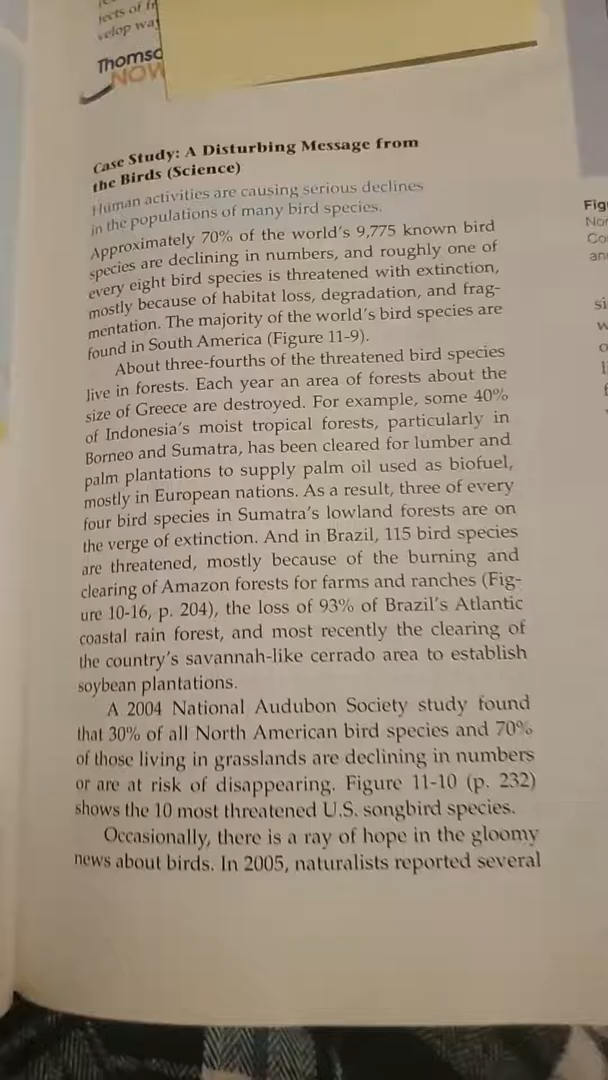 jects of
velop way
Thomso
NOW
Case Study: A Disturbing Message from
the Birds (Science)
Human activities are causing serious declines
in the populations of many bird species.
Approximately 70% of the world's 9,775 known bird
species are declining in numbers, and roughly one of
every eight bird species is threatened with extinction,
mostly because of habitat loss, degradation, and frag-
mentation. The majority of the world's bird species are
found in South America (Figure 11-9).
About three-fourths of the threatened bird species
live in forests. Each year an area of forests about the
size of Greece are destroyed. For example, some 40%
of Indonesia's moist tropical forests, particularly in
Borneo and Sumatra, has been cleared for lumber and
palm plantations to supply palm oil used as biofuel,
mostly in European nations. As a result, three of every
four bird species in Sumatra's lowland forests are on
the verge of extinction. And in Brazil, 115 bird species
are threatened, mostly because of the burning and
clearing of Amazon forests for farms and ranches (Fig-
ure 10-16, p. 204), the loss of 93% of Brazil's Atlantic
coastal rain forest, and most recently the clearing of
the country's savannah-like cerrado area to establish
soybean plantations.
A 2004 National Audubon Society study found
that 30% of all North American bird species and 70%
of those living in grasslands are declining in numbers
or are at risk of disappearing. Figure 11-10 (p. 232)
shows the 10 most threatened U.S. songbird species.
Occasionally, there is a ray of hope in the gloomy
news about birds. In 2005, naturalists reported several
Fig
Nor
Co
an
si
w